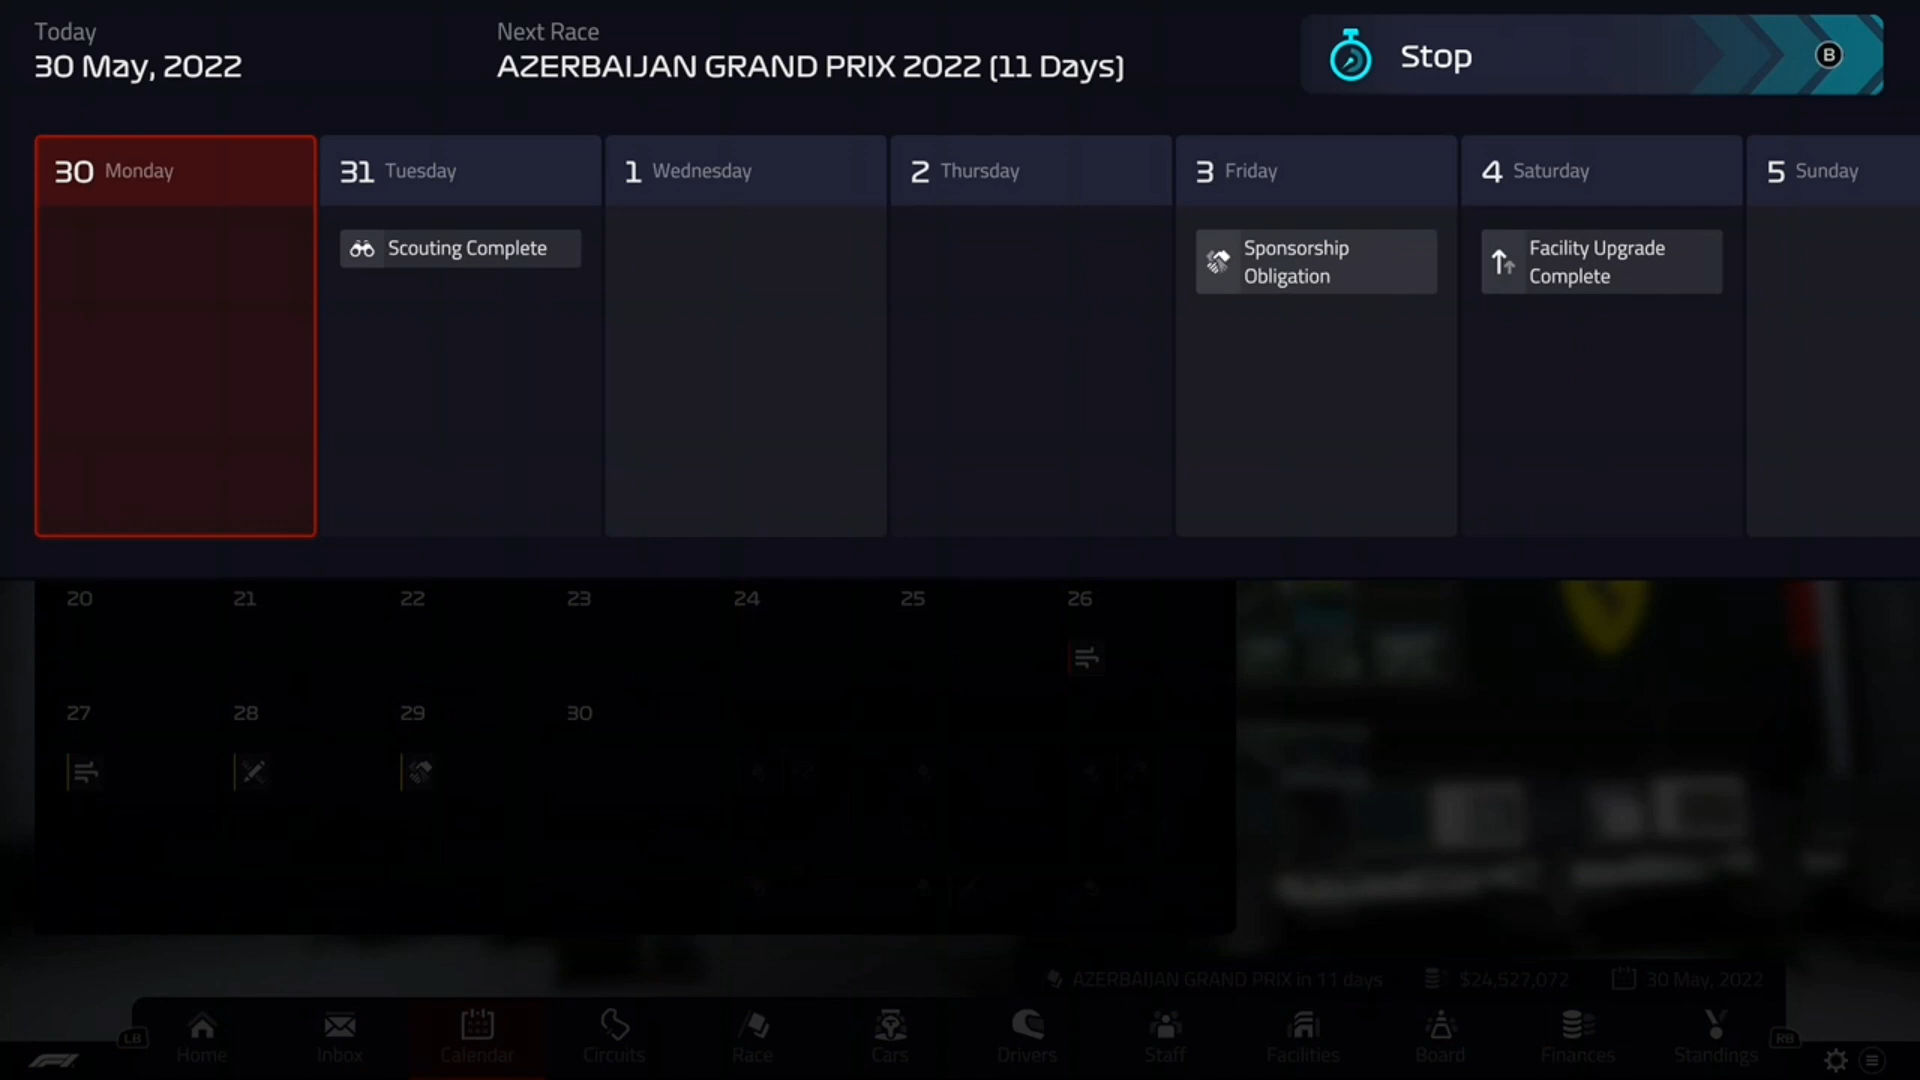 Today
30 May, 2022
Next Race
AZERBAIJAN GRAND PRIX 2022 (11 Days)
Stop
B
30 Monday
31 Tuesday
1 Wednesday
2 Thursday
3 Friday
4 Saturday
5 Sunday
Scouting Complete
Sponsorship
Obligation
Facility Upgrade
Complete
20 21 22 23 24 25 26
27 28 29 30
AZERBAIJAN GRAND PRIX in 11 days
$24,527,072
30 May, 2022
LB
Home
Inbox
Calendar
Circuits
Race
Cars
Drivers
Staff
Facilities
Board
Finances
Standings
RB
F1